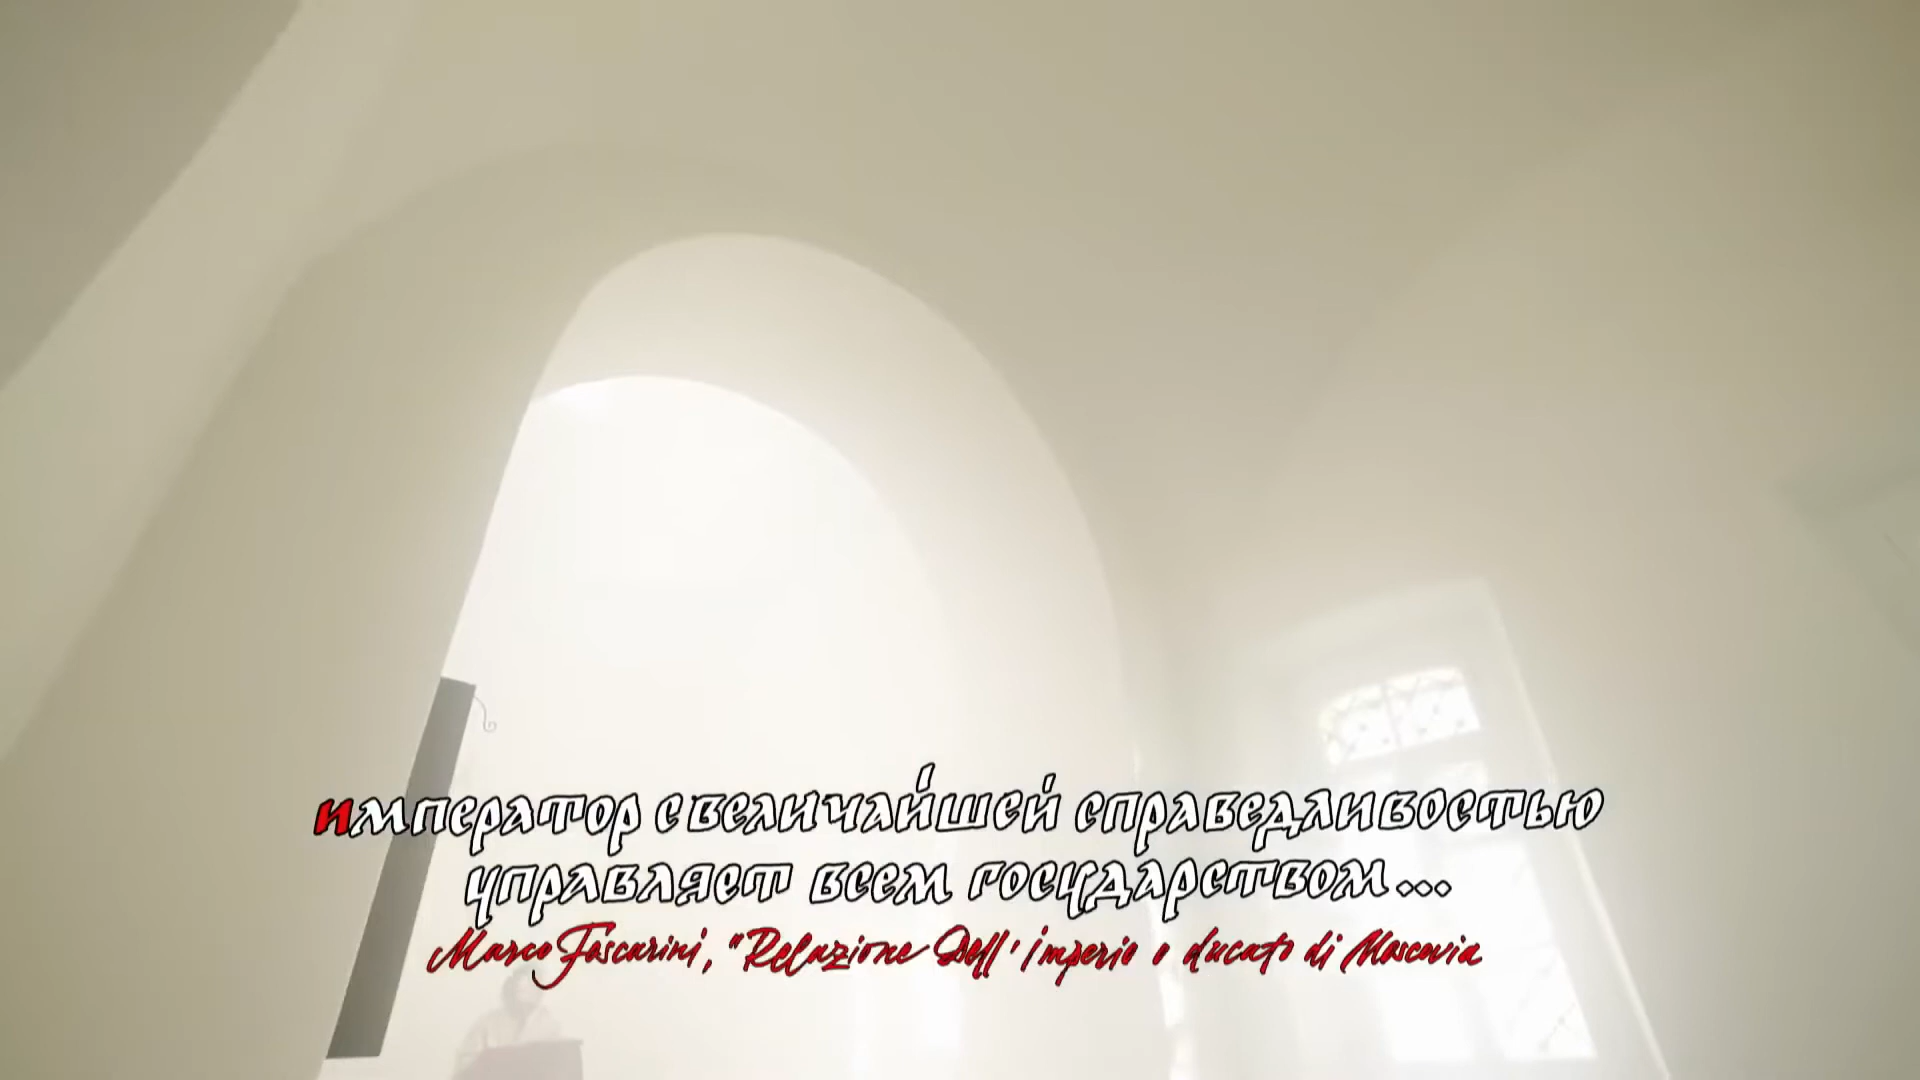 император с величайшей справедливостью
управляет всем государством...
Marco Foscarini, "Relazione Dell' imperio o ducato di Moscovia